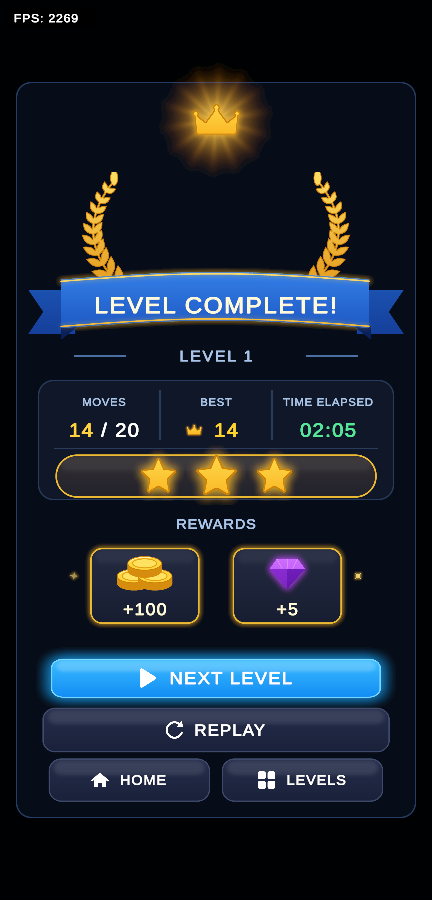 FPS: 2269
LEVEL COMPLETE!
LEVEL 1
MOVES BEST TIME ELAPSED
14 / 20 14 02:05
REWARDS
+100 +5
NEXT LEVEL
REPLAY
HOME LEVELS